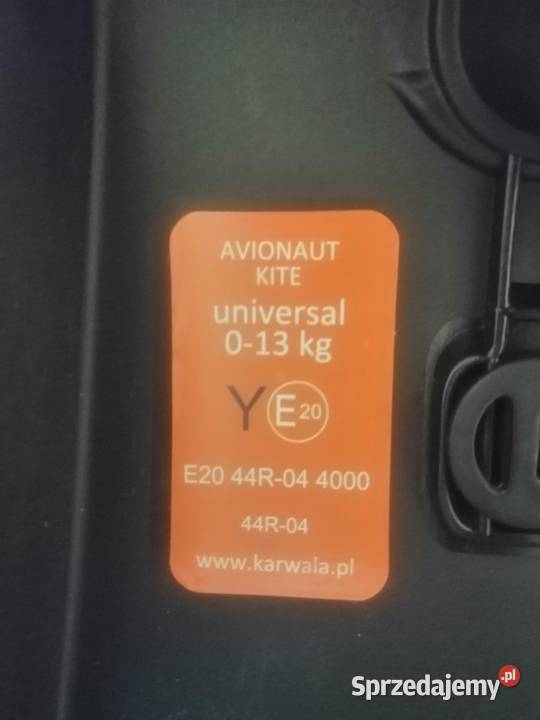 AVIONAUT
KITE
universal
0-13 kg
Y E 20
E20 44R-04 4000
44R-04
www.karwala.pl
Sprzedajemy.pl